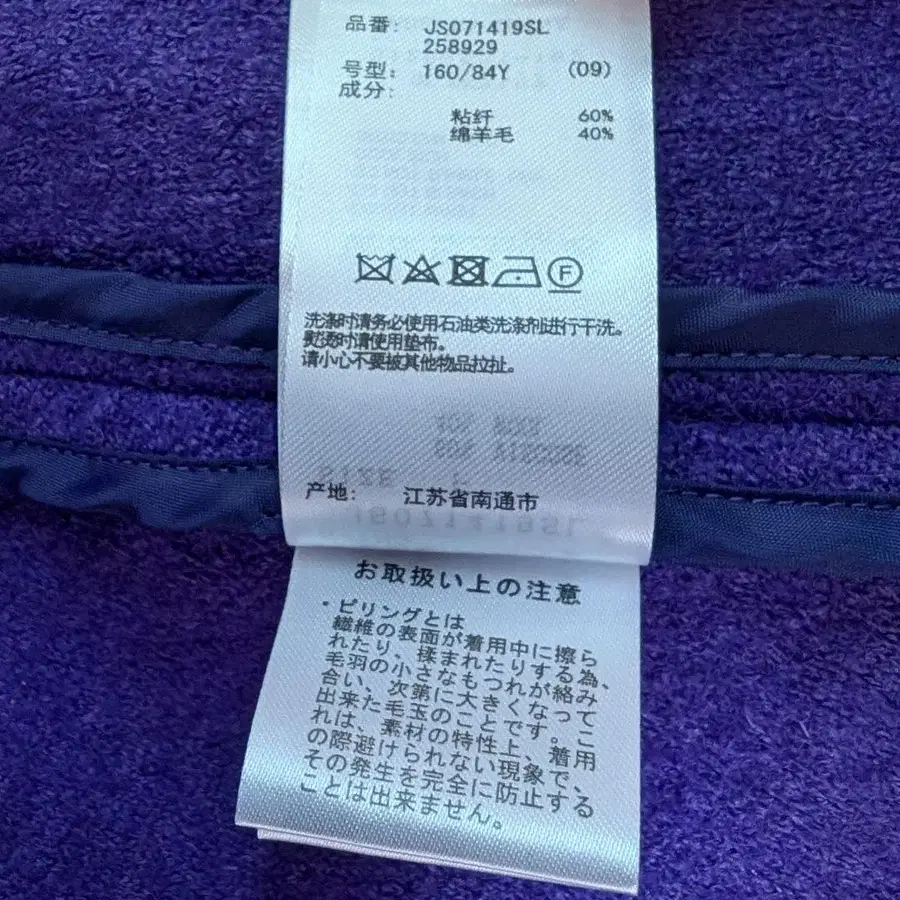 品番: JS071419SL
258929
号型: 160/84Y (09)
成分:
粘纤 60%
绵羊毛 40%
F
洗涤时请务必使用石油类洗涤剂进行干洗。
熨烫时请使用垫布。
请小心不要被其他物品拉扯。
产地: 江苏省南通市
お取扱い上の注意
・ピリングとは
繊維の表面が着用中に擦ら
れたり、揉まれたりする為、
毛羽の小さなもつれが絡み
合い、次第に大きくなって
出来た毛玉のことです。こ
れは、素材の特性上、着用
の際避けられない現象で、
その発生を完全に防止する
ことは出来ません。